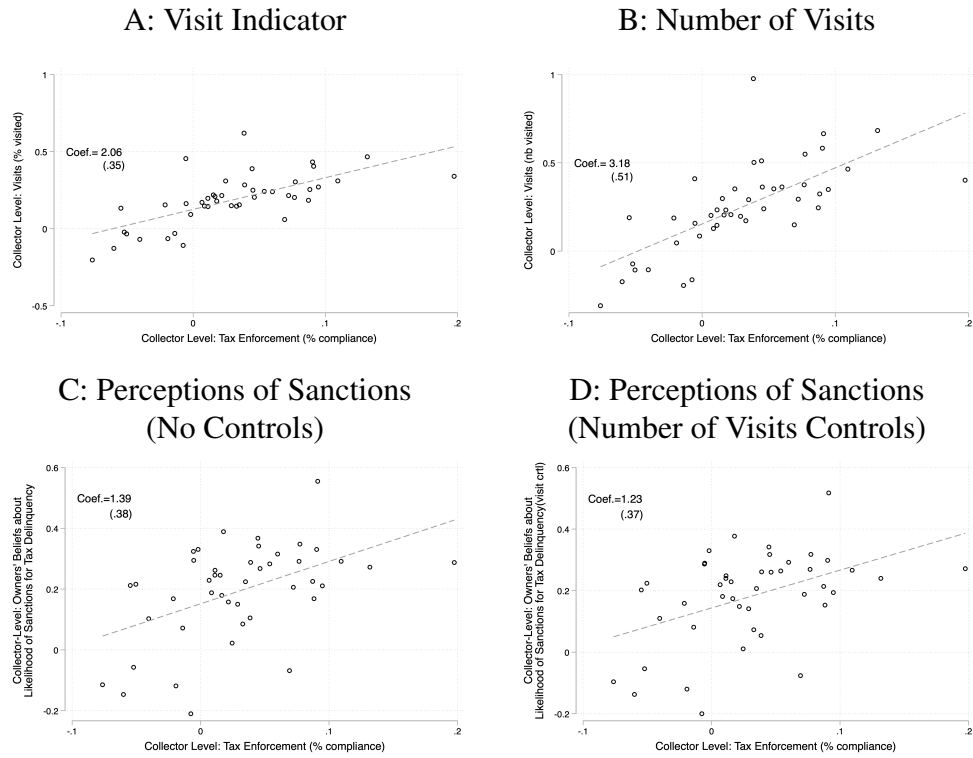 A: Visit Indicator
B: Number of Visits
Collector Level: Visits (% visited)
1
0.5
0
-0.5
Coef.= 2.06
(.35)
-.1
0
.1
.2
Collector Level: Tax Enforcement (% compliance)
Collector Level: Visits (nb visited)
1
0.5
0
Coef.= 3.18
(.51)
-.1
0
.1
.2
Collector Level: Tax Enforcement (% compliance)
C: Perceptions of Sanctions
(No Controls)
D: Perceptions of Sanctions
(Number of Visits Controls)
Collector-Level: Owners' Beliefs about
Likelihood of Sanctions for Tax Delinquency
0.6
0.4
0.2
0
-0.2
Coef.=1.39
(.38)
-.1
0
.1
.2
Collector Level: Tax Enforcement (% compliance)
Collector-Level: Owners' Beliefs about
Likelihood of Sanctions for Tax Delinquency(visit crtl)
0.6
0.4
0.2
0
-0.2
Coef.=1.23
(.37)
-.1
0
.1
.2
Collector Level: Tax Enforcement (% compliance)